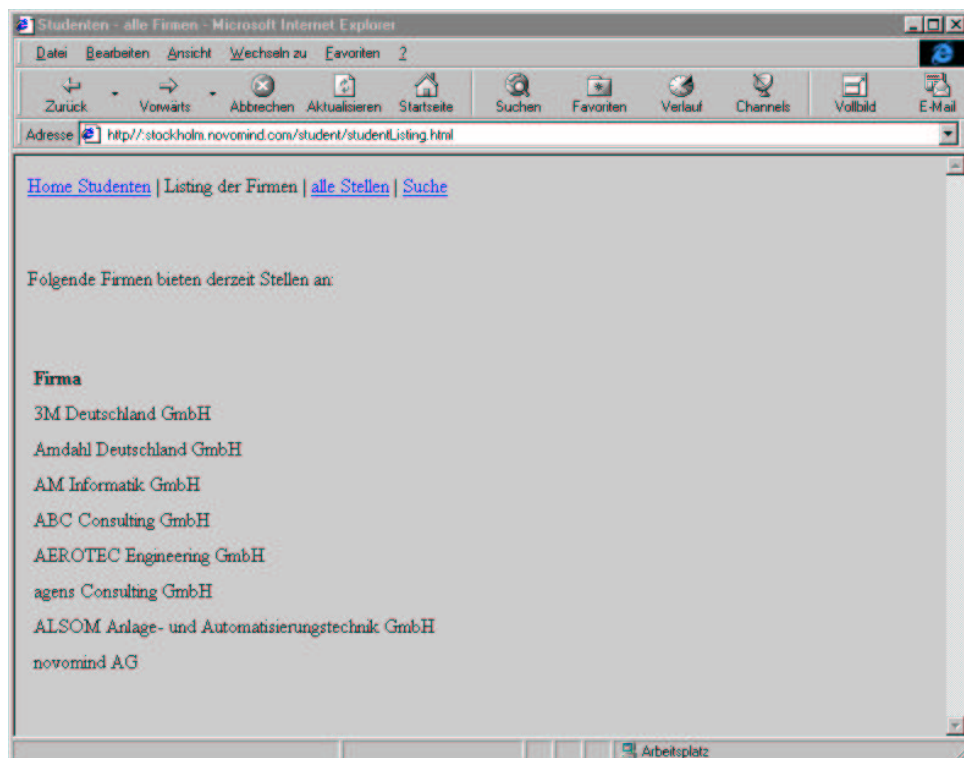 Studenten - alle Firmen - Microsoft Internet Explorer
Datei Bearbeiten Ansicht Wechseln zu Favoriten ?
Zurück Vorwärts Abbrechen Aktualisieren Startseite Suchen Favoriten Verlauf Channels Vollbild E-Mail
Adresse http//:stockholm.novomind.com/student/studentListing.html
Home Studenten | Listing der Firmen | alle Stellen | Suche
Folgende Firmen bieten derzeit Stellen an:
Firma
3M Deutschland GmbH
Amdahl Deutschland GmbH
AM Informatik GmbH
ABC Consulting GmbH
AEROTEC Engineering GmbH
agens Consulting GmbH
ALSOM Anlage- und Automatisierungstechnik GmbH
novomind AG
Arbeitsplatz